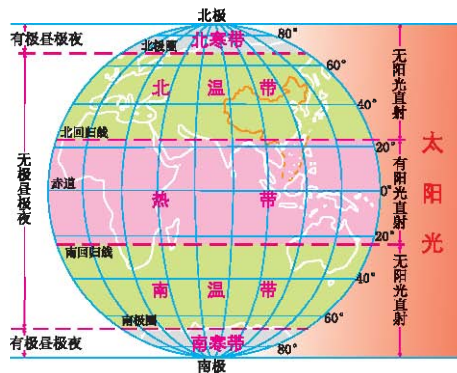 北极
有极昼极夜
北极圈
北寒带
80°
60°
无阳光直射
北温带
40°
北回归线
20°
太阳光
无极昼极夜
赤道
热带
0°
有阳光直射
20°
南回归线
无阳光直射
南温带
40°
南极圈
60°
有极昼极夜
南寒带
80°
南极